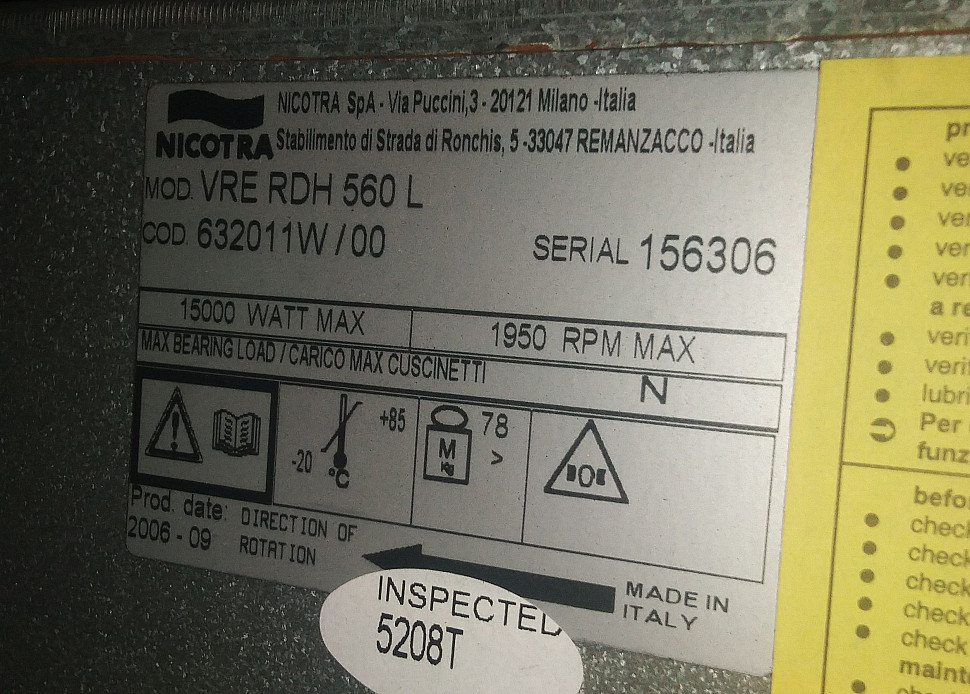 NICOTRA SpA - Via Puccini,3 - 20121 Milano -Italia
Stabilimento di Strada di Ronchis, 5 -33047 REMANZACCO -Italia
NICOTRA
MOD. VRE RDH 560 L
COD. 632011W / 00
SERIAL 156306
15000 WATT MAX
1950 RPM MAX
MAX BEARING LOAD / CARICO MAX CUSCINETTI
N
-20 °C +85
M kg
78
>
Prod. date:
2006 - 09
DIRECTION OF
ROTATION
MADE IN
ITALY
INSPECTED
5208T
a re
Per
check
check
check
check
check